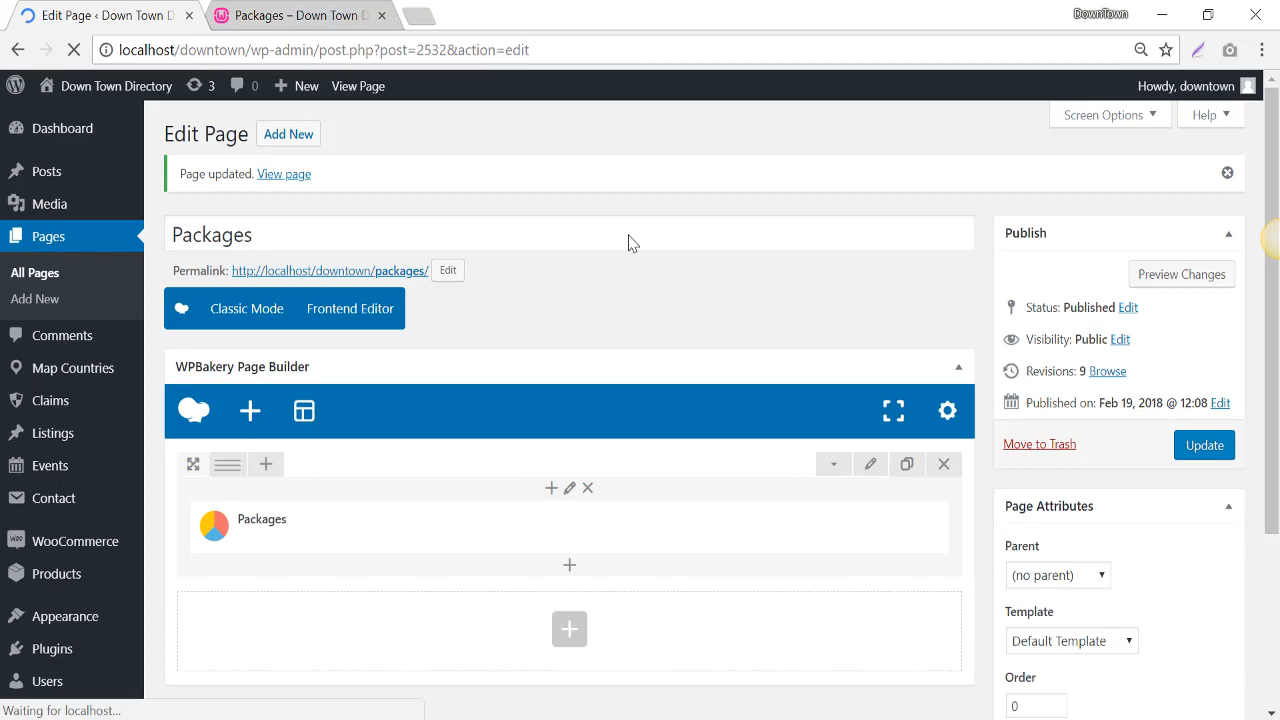 Edit Page ‹ Down Town D
Packages – Down Town D
DownTown
localhost/downtown/wp-admin/post.php?post=2532&action=edit
Down Town Directory
3
0
New
View Page
Howdy, downtown
Dashboard
Posts
Media
Pages
All Pages
Add New
Comments
Map Countries
Claims
Listings
Events
Contact
WooCommerce
Products
Appearance
Plugins
Users
Waiting for localhost...
Screen Options
Help
Edit Page
Add New
Page updated. View page
Packages
Permalink: http://localhost/downtown/packages/ Edit
Classic Mode
Frontend Editor
WPBakery Page Builder
Packages
Publish
Preview Changes
Status: Published Edit
Visibility: Public Edit
Revisions: 9 Browse
Published on: Feb 19, 2018 @ 12:08 Edit
Move to Trash
Update
Page Attributes
Parent
(no parent)
Template
Default Template
Order
0